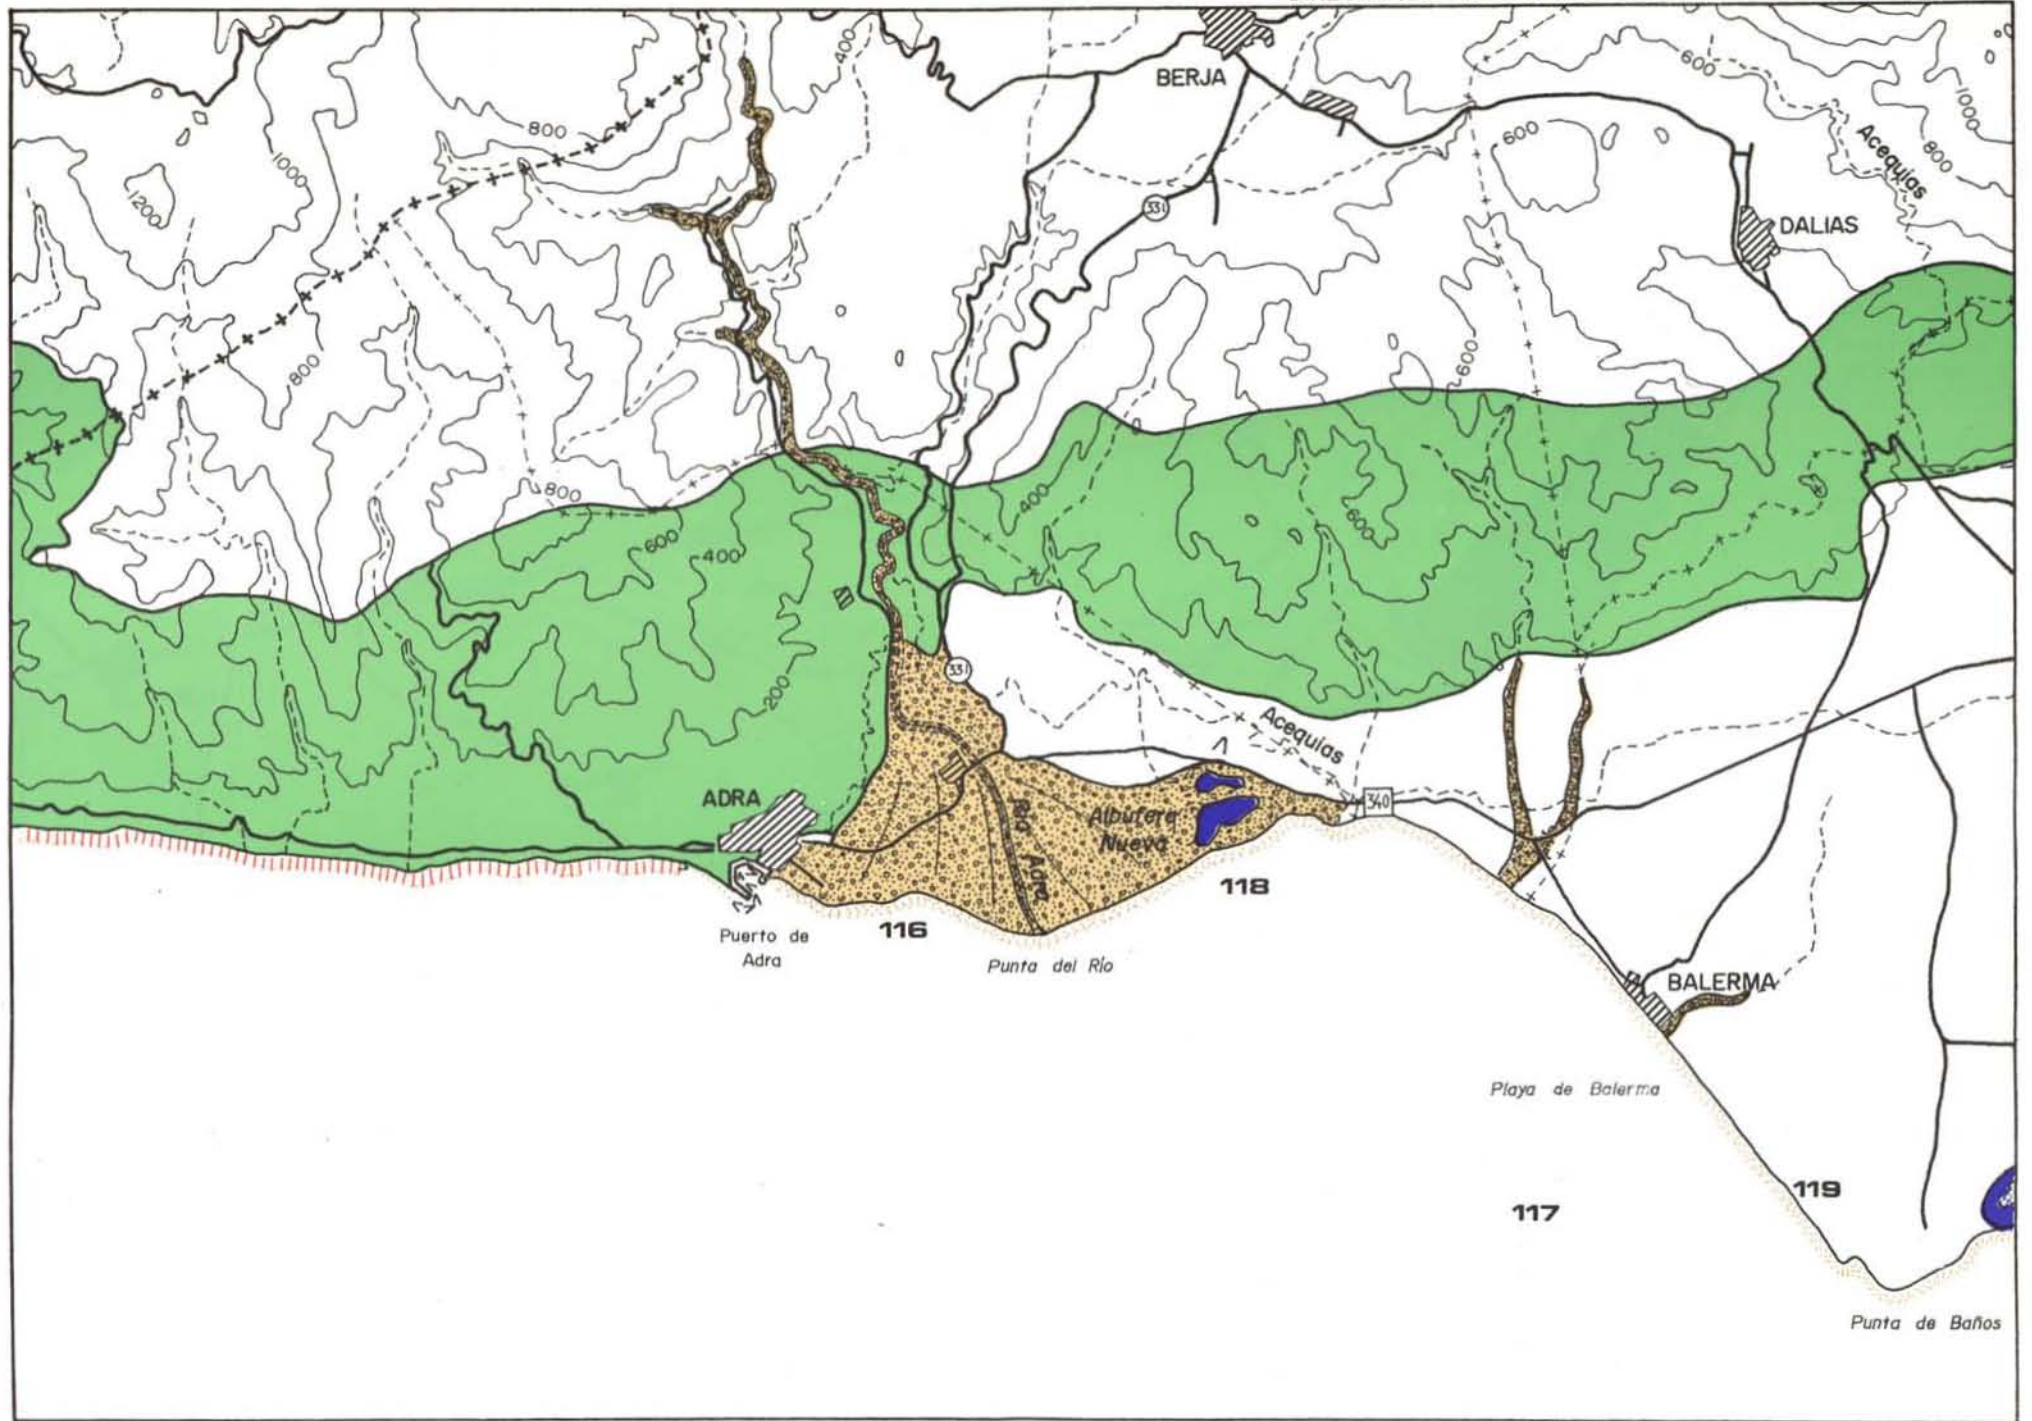 400
BERJA
600
1000
800
Acequias
800
1000
1200
600
331
DALIAS
800
600
800
400
600
600
400
331
200
Acequias
ADRA
340
Río Adra
Albufera
Nueva
118
116
Puerto de
Adra
Punta del Río
BALERMA
Playa de Balerma
119
117
Punta de Baños